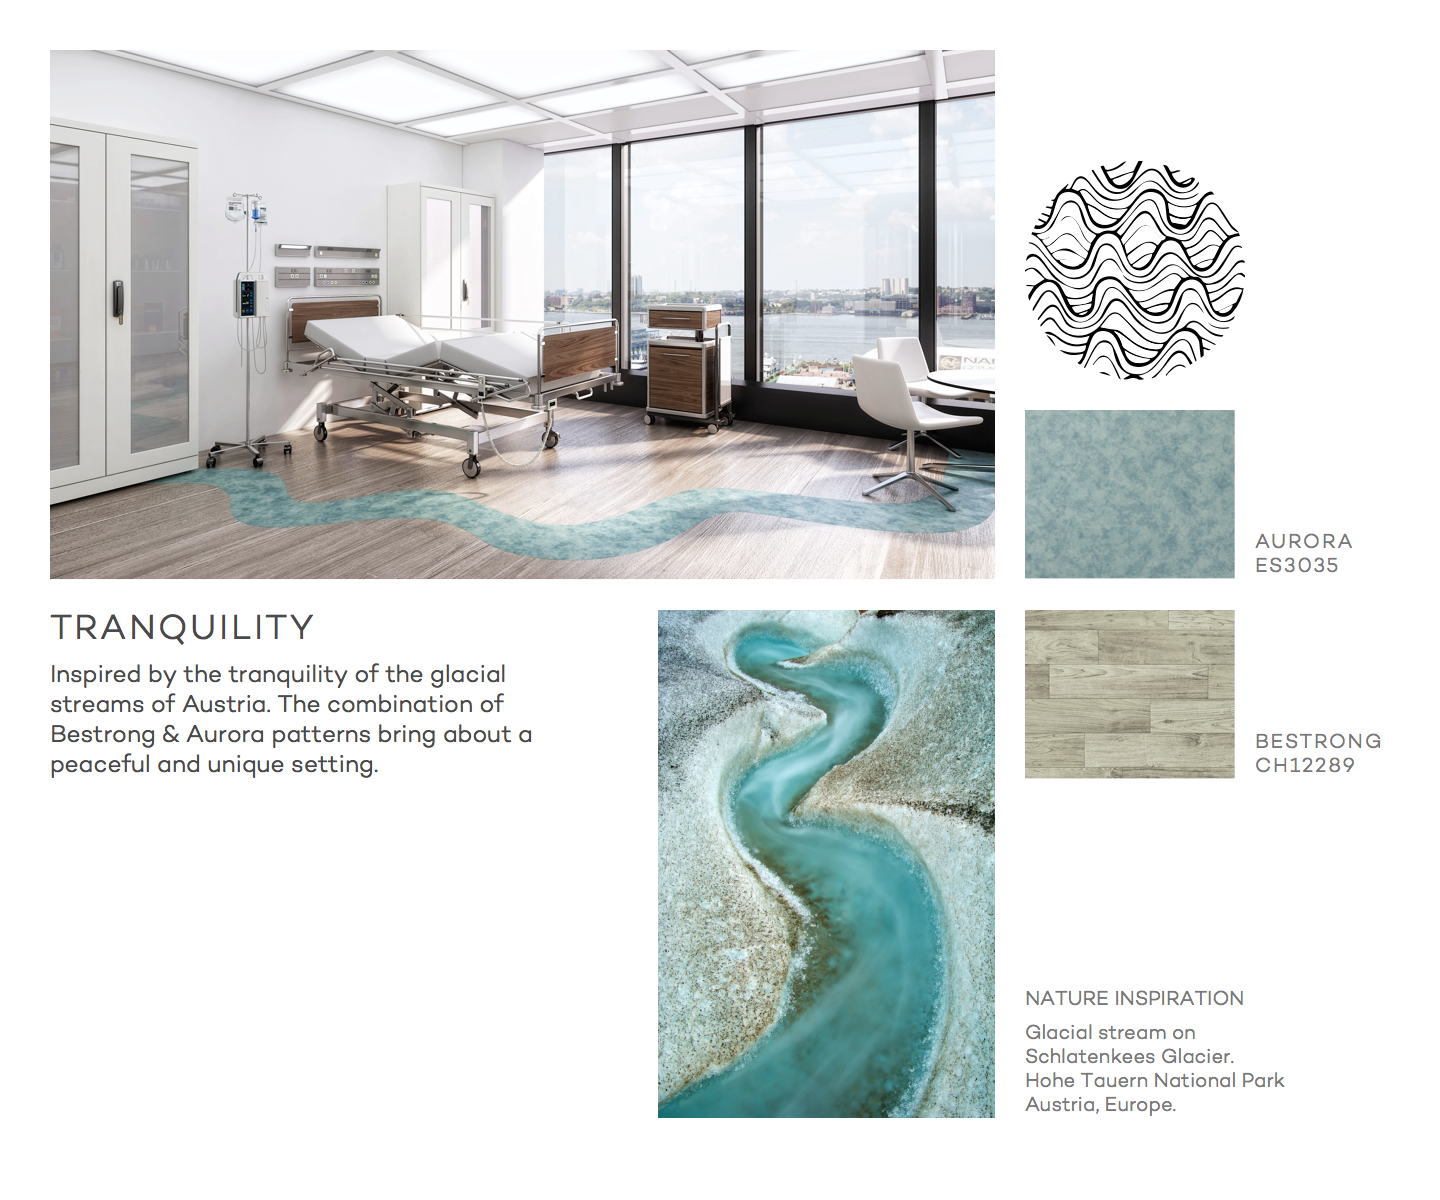 TRANQUILITY
Inspired by the tranquility of the glacial
streams of Austria. The combination of
Bestrong & Aurora patterns bring about a
peaceful and unique setting.
AURORA
ES3035
BESTRONG
CH12289
NATURE INSPIRATION
Glacial stream on
Schlatenkees Glacier.
Hohe Tauern National Park
Austria, Europe.